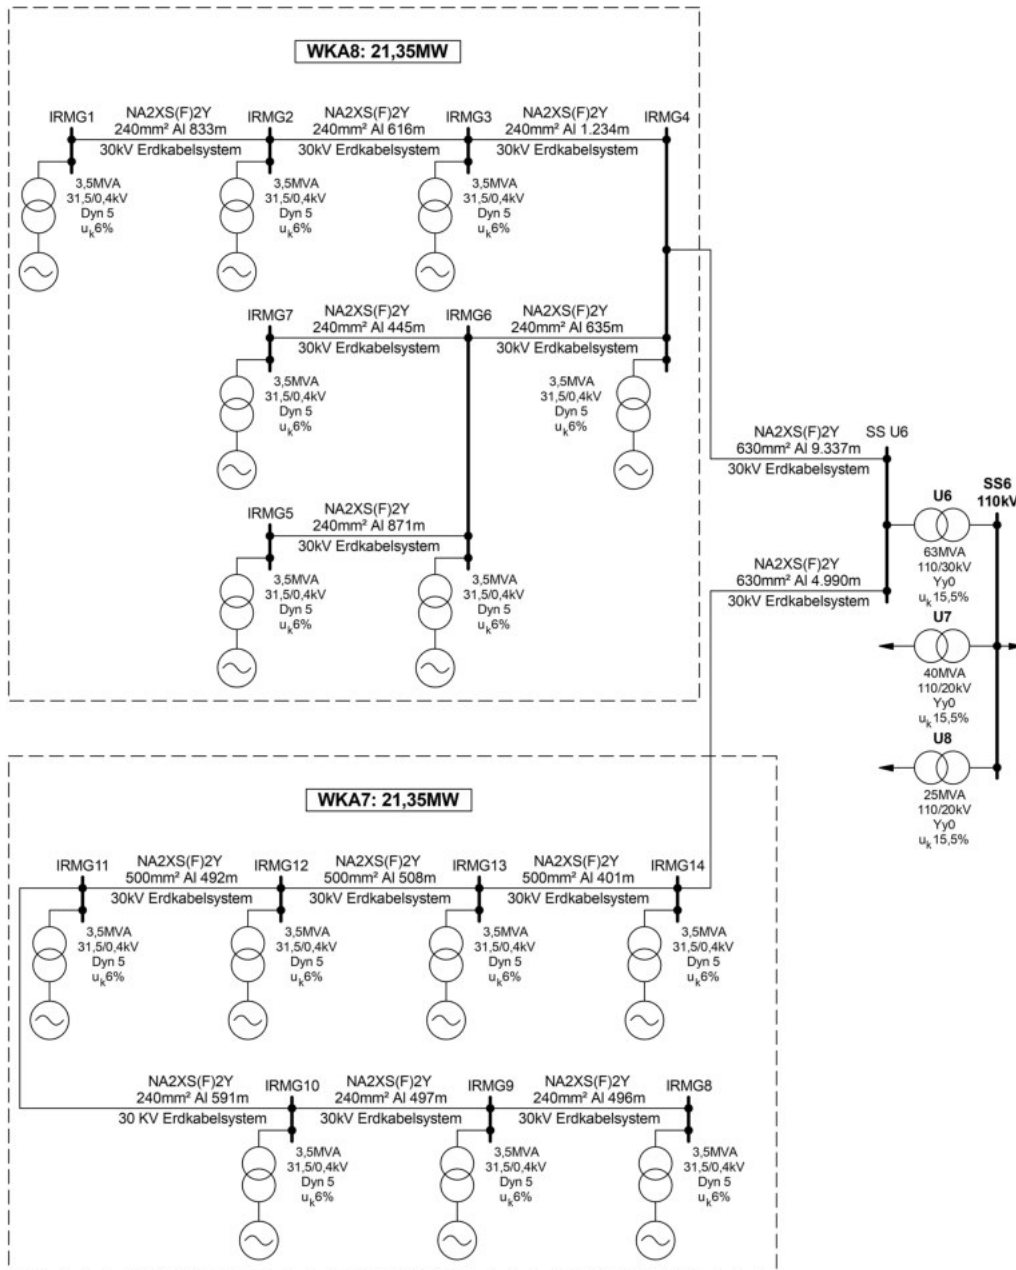 WKA8: 21,35MW
IRMG1
NA2XS(F)2Y
240mm² Al 833m
30kV Erdkabelsystem
IRMG2
NA2XS(F)2Y
240mm² Al 616m
30kV Erdkabelsystem
IRMG3
NA2XS(F)2Y
240mm² Al 1.234m
30kV Erdkabelsystem
IRMG4
3,5MVA
31,5/0,4kV
Dyn 5
uk6%
3,5MVA
31,5/0,4kV
Dyn 5
uk6%
3,5MVA
31,5/0,4kV
Dyn 5
uk6%
IRMG7
NA2XS(F)2Y
240mm² Al 445m
30kV Erdkabelsystem
IRMG6
NA2XS(F)2Y
240mm² Al 635m
30kV Erdkabelsystem
3,5MVA
31,5/0,4kV
Dyn 5
uk6%
3,5MVA
31,5/0,4kV
Dyn 5
uk6%
IRMG5
NA2XS(F)2Y
240mm² Al 871m
30kV Erdkabelsystem
3,5MVA
31,5/0,4kV
Dyn 5
uk6%
3,5MVA
31,5/0,4kV
Dyn 5
uk6%
NA2XS(F)2Y
630mm² Al 9.337m
30kV Erdkabelsystem
SS U6
NA2XS(F)2Y
630mm² Al 4.990m
30kV Erdkabelsystem
U6
63MVA
110/30kV
Yy0
uk15,5%
SS6
110kV
U7
40MVA
110/20kV
Yy0
uk15,5%
U8
25MVA
110/20kV
Yy0
uk15,5%
WKA7: 21,35MW
IRMG11
NA2XS(F)2Y
500mm² Al 492m
30kV Erdkabelsystem
IRMG12
NA2XS(F)2Y
500mm² Al 508m
30kV Erdkabelsystem
IRMG13
NA2XS(F)2Y
500mm² Al 401m
30kV Erdkabelsystem
IRMG14
3,5MVA
31,5/0,4kV
Dyn 5
uk6%
3,5MVA
31,5/0,4kV
Dyn 5
uk6%
3,5MVA
31,5/0,4kV
Dyn 5
uk6%
3,5MVA
31,5/0,4kV
Dyn 5
uk6%
NA2XS(F)2Y
240mm² Al 591m
30 KV Erdkabelsystem
IRMG10
NA2XS(F)2Y
240mm² Al 497m
30kV Erdkabelsystem
IRMG9
NA2XS(F)2Y
240mm² Al 496m
30kV Erdkabelsystem
IRMG8
3,5MVA
31,5/0,4kV
Dyn 5
uk6%
3,5MVA
31,5/0,4kV
Dyn 5
uk6%
3,5MVA
31,5/0,4kV
Dyn 5
uk6%